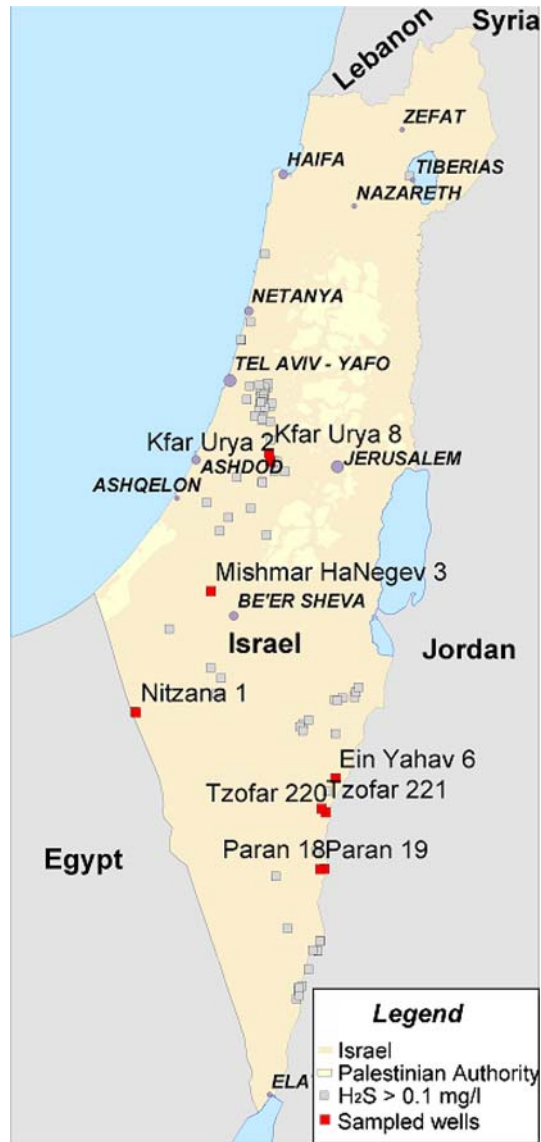 Syria
Lebanon
ZEFAT
HAIFA
TIBERIAS
NAZARETH
NETANYA
TEL AVIV - YAFO
Kfar Urya 2
Kfar Urya 8
ASHDOD
JERUSALEM
ASHQELON
Mishmar HaNegev 3
BE'ER SHEVA
Israel
Jordan
Nitzana 1
Ein Yahav 6
Tzofar 220
Tzofar 221
Egypt
Paran 18
Paran 19
Legend
Israel
Palestinian Authority
H2S > 0.1 mg/l
Sampled wells